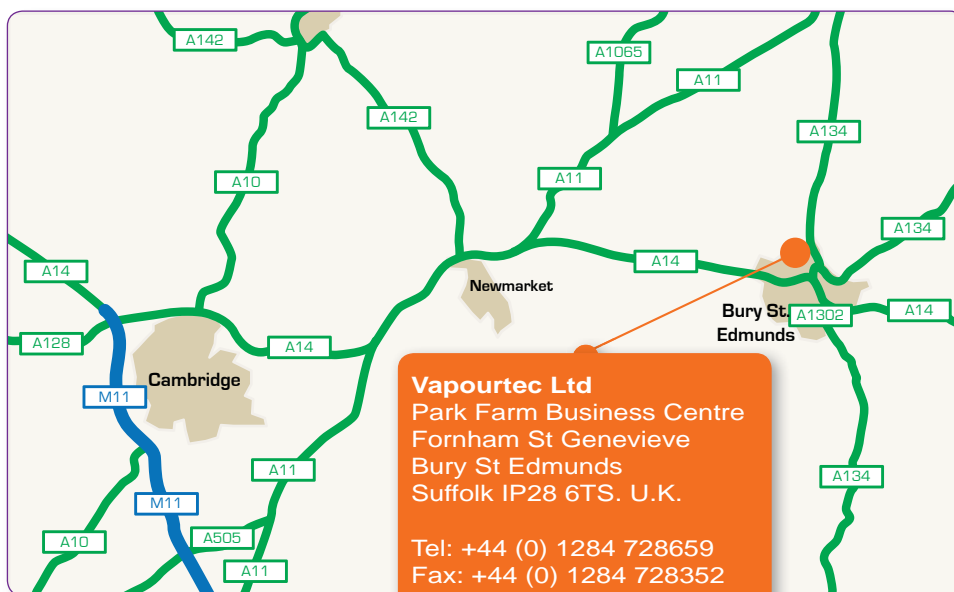 A142
A1065
A11
A142
A134
A10
A11
A134
A14
A14
Newmarket
A128
A14
Bury St.
Edmunds
A1302
A14
Cambridge
M11
Vapourtec Ltd
Park Farm Business Centre
Fornham St Genevieve
Bury St Edmunds
Suffolk IP28 6TS. U.K.
Tel: +44 (0) 1284 728659
Fax: +44 (0) 1284 728352
A11
A134
M11
A10
A505
A11